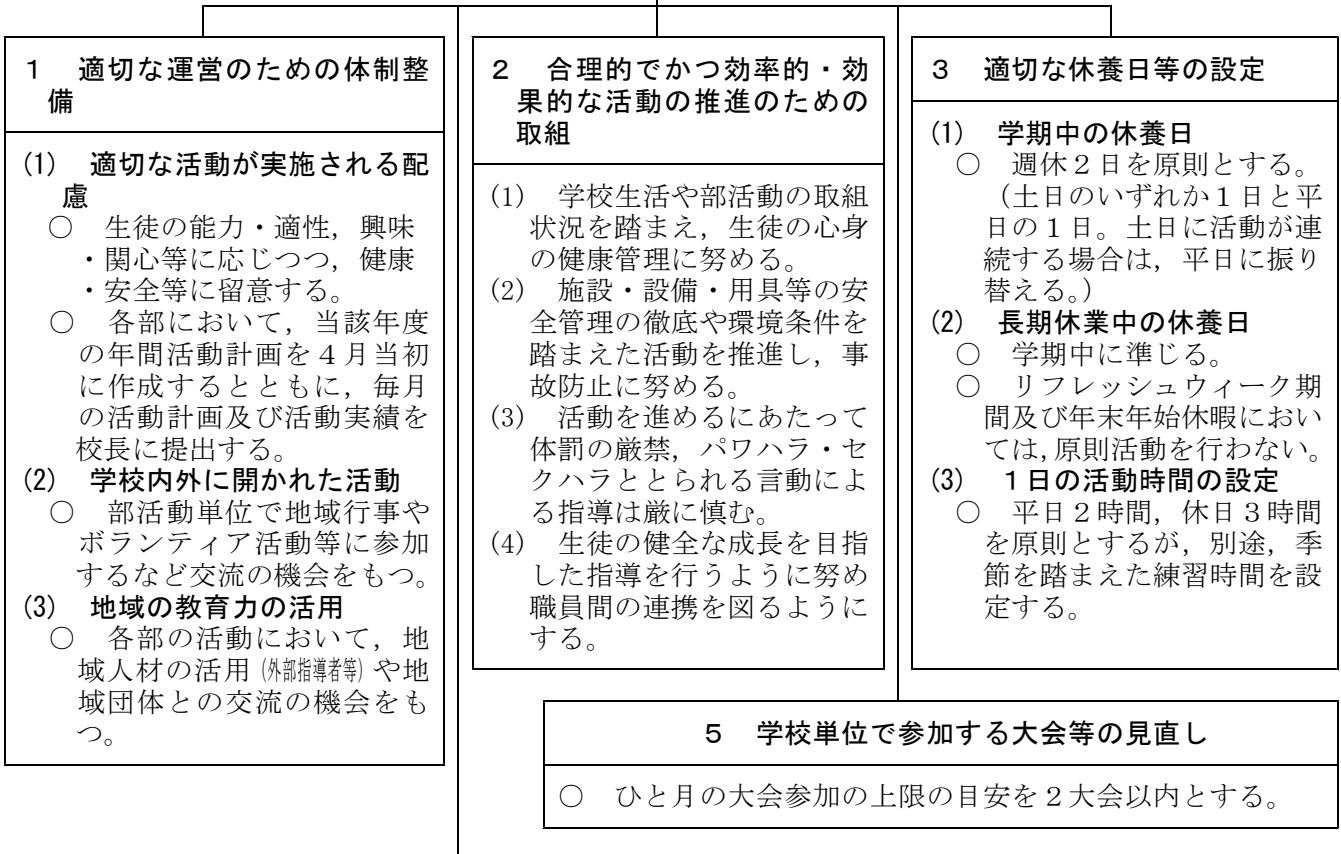 １　適切な運営のための体制整
備
(1)　適切な活動が実施される配
慮
○　生徒の能力・適性，興味
・関心等に応じつつ，健康
・安全等に留意する。
○　各部において，当該年度
の年間活動計画を４月当初
に作成するとともに，毎月
の活動計画及び活動実績を
校長に提出する。
(2)　学校内外に開かれた活動
○　部活動単位で地域行事や
ボランティア活動等に参加
するなど交流の機会をもつ。
(3)　地域の教育力の活用
○　各部の活動において，地
域人材の活用(外部指導者等)や地
域団体との交流の機会をも
つ。
２　合理的でかつ効率的・効
果的な活動の推進のための
取組
(1)　学校生活や部活動の取組
状況を踏まえ，生徒の心身
の健康管理に努める。
(2)　施設・設備・用具等の安
全管理の徹底や環境条件を
踏まえた活動を推進し，事
故防止に努める。
(3)　活動を進めるにあたって
体罰の厳禁，パワハラ・セ
クハラととられる言動によ
る指導は厳に慎む。
(4)　生徒の健全な成長を目指
した指導を行うように努め
職員間の連携を図るように
する。
３　適切な休養日等の設定
(1)　学期中の休養日
○　週休２日を原則とする。
（土日のいずれか１日と平
日の１日。土日に活動が連
続する場合は，平日に振り
替える。）
(2)　長期休業中の休養日
○　学期中に準じる。
○　リフレッシュウィーク期
間及び年末年始休暇におい
ては，原則活動を行わない。
(3)　１日の活動時間の設定
○　平日２時間，休日３時間
を原則とするが，別途，季
節を踏まえた練習時間を設
定する。
５　学校単位で参加する大会等の見直し
○　ひと月の大会参加の上限の目安を２大会以内とする。